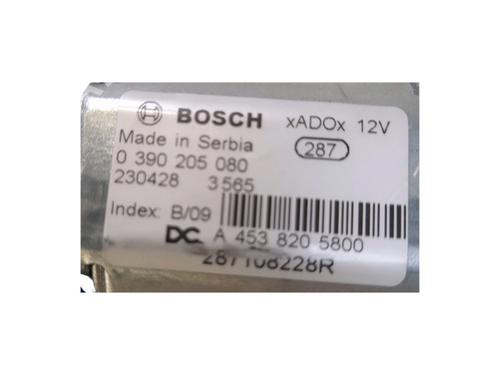 BOSCH xADOx 12V
Made in Serbia 287
0 390 205 080
230428 3565
Index: B/09
DC A 453 820 5800
287108228R